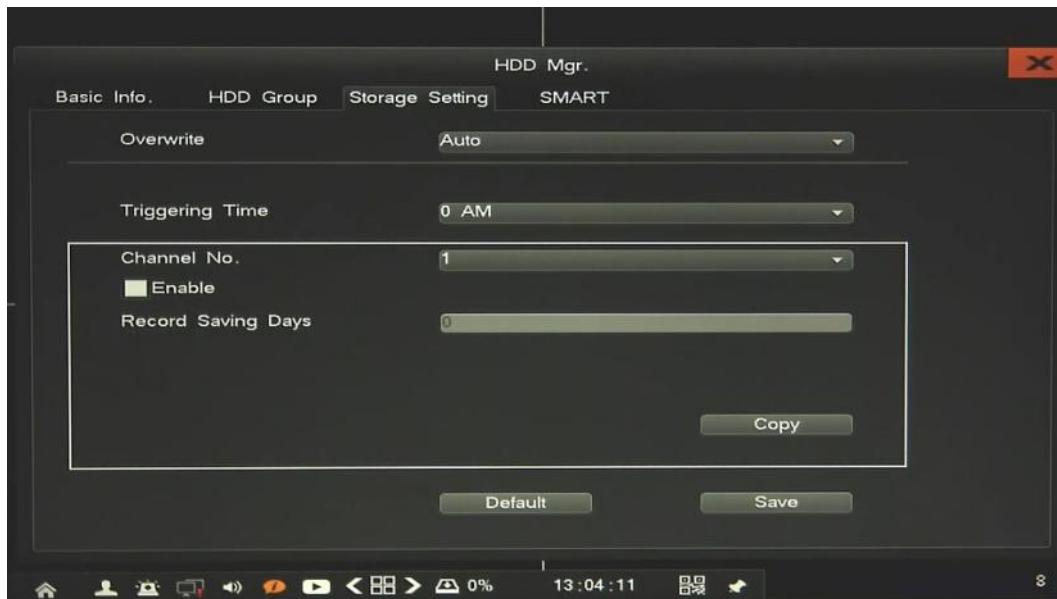 HDD Mgr.
Basic Info. HDD Group Storage Setting SMART
Overwrite Auto
Triggering Time 0 AM
Channel No. 1
Enable
Record Saving Days 0
Copy
Default Save
0% 13:04:11 8